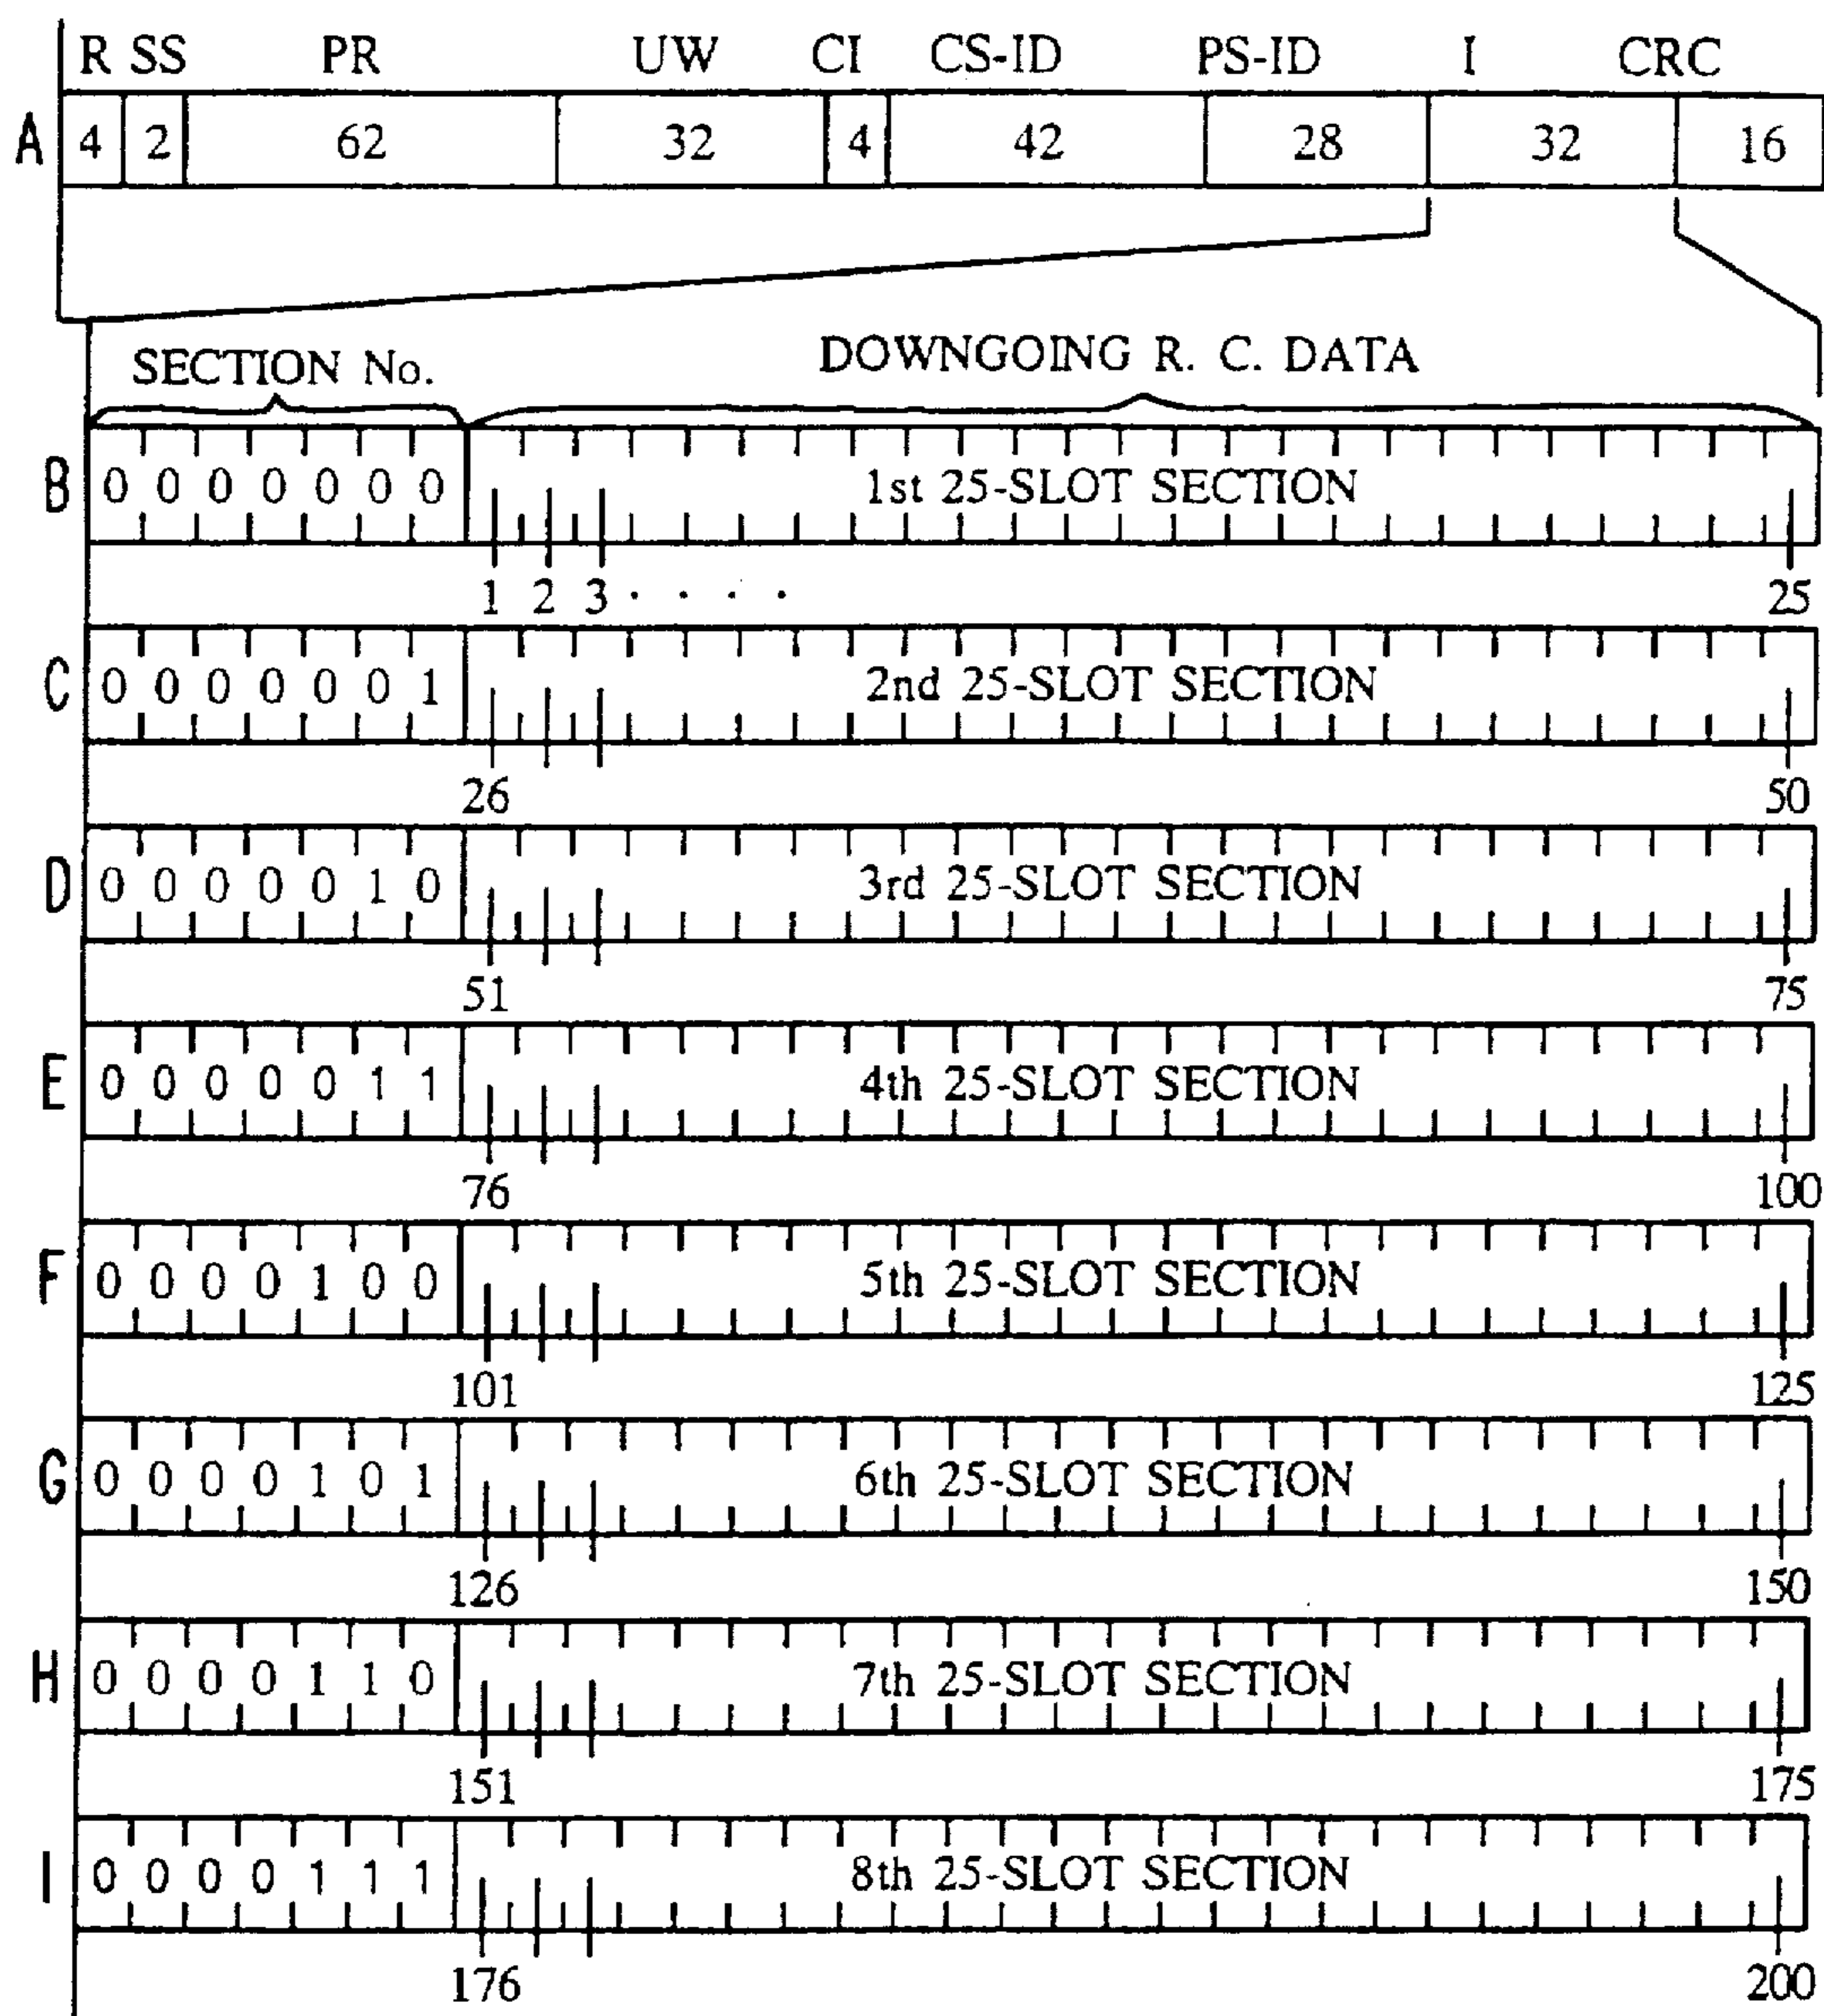 R SS PR UW CI CS-ID PS-ID I CRC
A 4 2 62 32 4 42 28 32 16
SECTION No. DOWNGOING R. C. DATA
B 0 0 0 0 0 0 0 1st 25-SLOT SECTION
1 2 3 · · · · 25
C 0 0 0 0 0 0 1 2nd 25-SLOT SECTION
26 50
D 0 0 0 0 0 1 0 3rd 25-SLOT SECTION
51 75
E 0 0 0 0 0 1 1 4th 25-SLOT SECTION
76 100
F 0 0 0 0 1 0 0 5th 25-SLOT SECTION
101 125
G 0 0 0 0 1 0 1 6th 25-SLOT SECTION
126 150
H 0 0 0 0 1 1 0 7th 25-SLOT SECTION
151 175
I 0 0 0 0 1 1 1 8th 25-SLOT SECTION
176 200